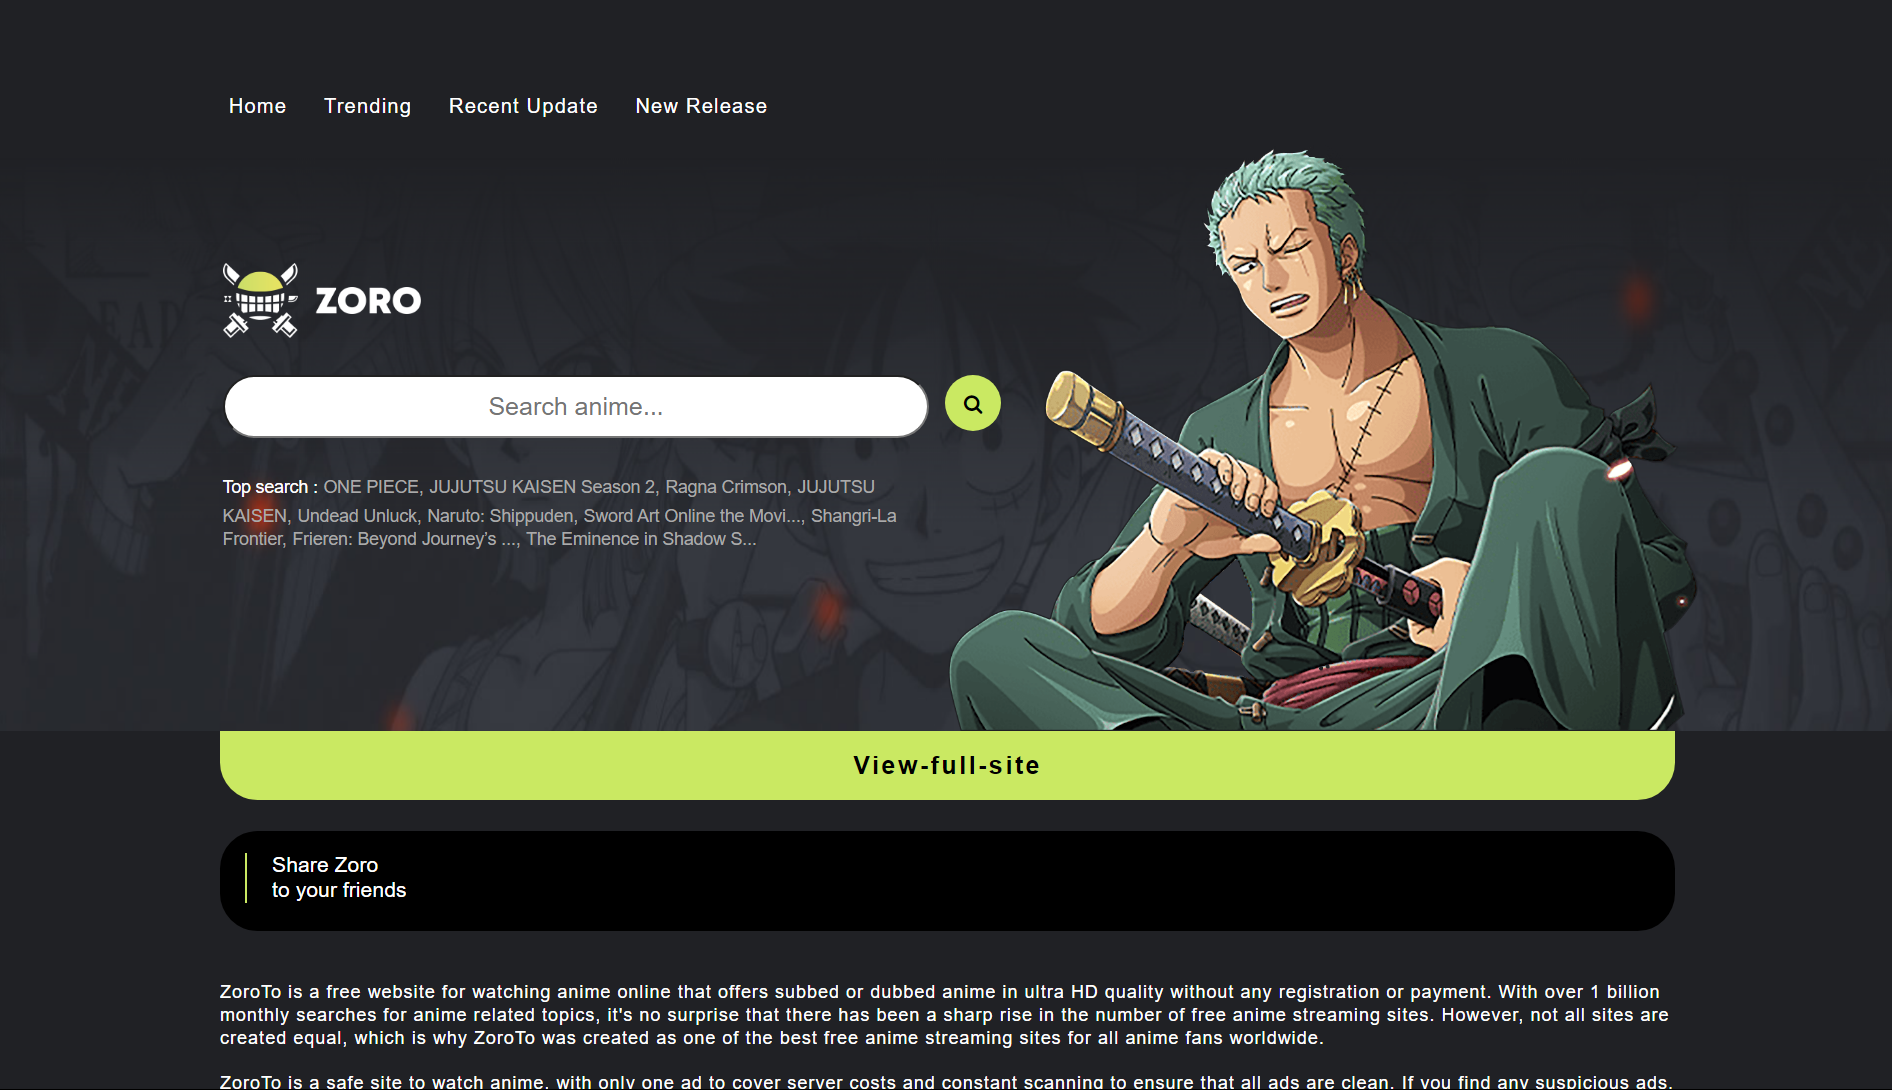 Home Trending Recent Update New Release
ZORO
Search anime...
Top search : ONE PIECE, JUJUTSU KAISEN Season 2, Ragna Crimson, JUJUTSU
KAISEN, Undead Unluck, Naruto: Shippuden, Sword Art Online the Movi..., Shangri-La
Frontier, Frieren: Beyond Journey’s ..., The Eminence in Shadow S...
View-full-site
Share Zoro
to your friends
ZoroTo is a free website for watching anime online that offers subbed or dubbed anime in ultra HD quality without any registration or payment. With over 1 billion
monthly searches for anime related topics, it's no surprise that there has been a sharp rise in the number of free anime streaming sites. However, not all sites are
created equal, which is why ZoroTo was created as one of the best free anime streaming sites for all anime fans worldwide.
ZoroTo is a safe site to watch anime, with only one ad to cover server costs and constant scanning to ensure that all ads are clean. If you find any suspicious ads,